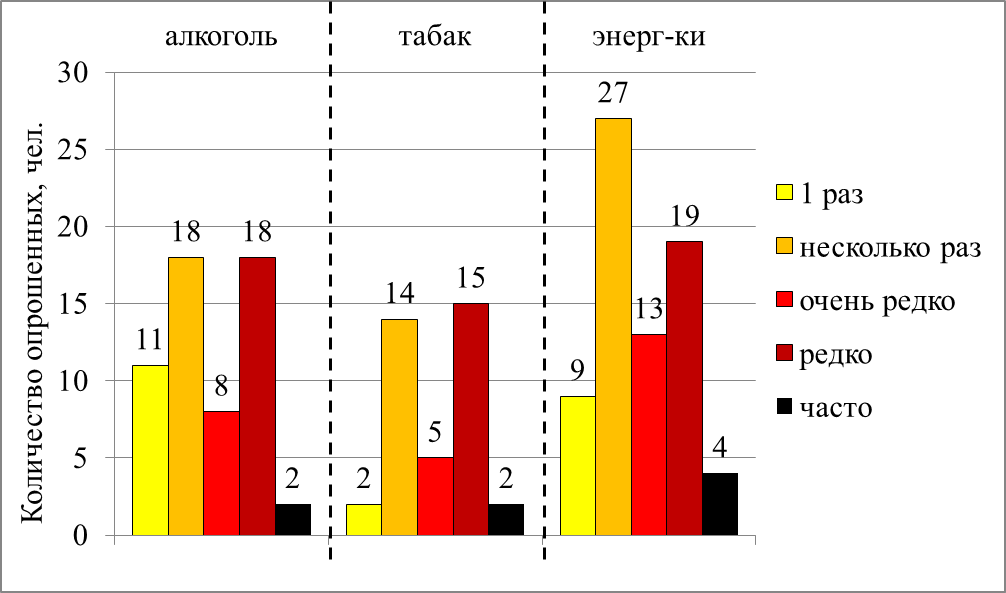 алкоголь табак энерг-ки
Количество опрошенных, чел.
30
25
20
15
10
5
0
11 18 8 18 2
2 14 5 15 2
9 27 13 19 4
1 раз
несколько раз
очень редко
редко
часто